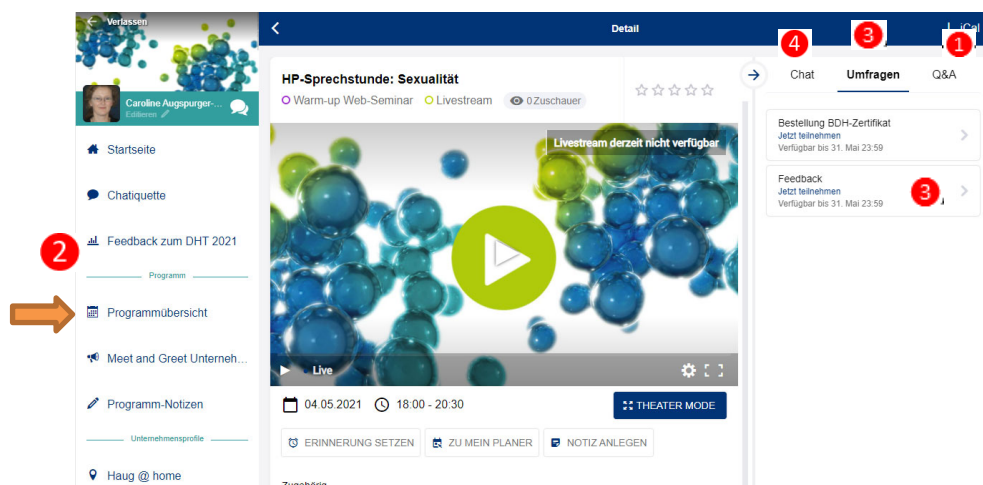 Verlassen
Caroline Augspurger-...
Editieren
Startseite
Chatiquette
2
Feedback zum DHT 2021
Programm
Programmübersicht
Meet and Greet Unterneh...
Programm-Notizen
Unternehmensprofile
Haug @ home
Detail
iCal
HP-Sprechstunde: Sexualität
Warm-up Web-Seminar Livestream 0 Zuschauer
Livestream derzeit nicht verfügbar
Live
04.05.2021 18:00 - 20:30
THEATER MODE
ERINNERUNG SETZEN ZU MEIN PLANER NOTIZ ANLEGEN
Zugehörig
4 3 1
Chat Umfragen Q&A
Bestellung BDH-Zertifikat
Jetzt teilnehmen
Verfügbar bis 31. Mai 23:59
Feedback
Jetzt teilnehmen
Verfügbar bis 31. Mai 23:59
3